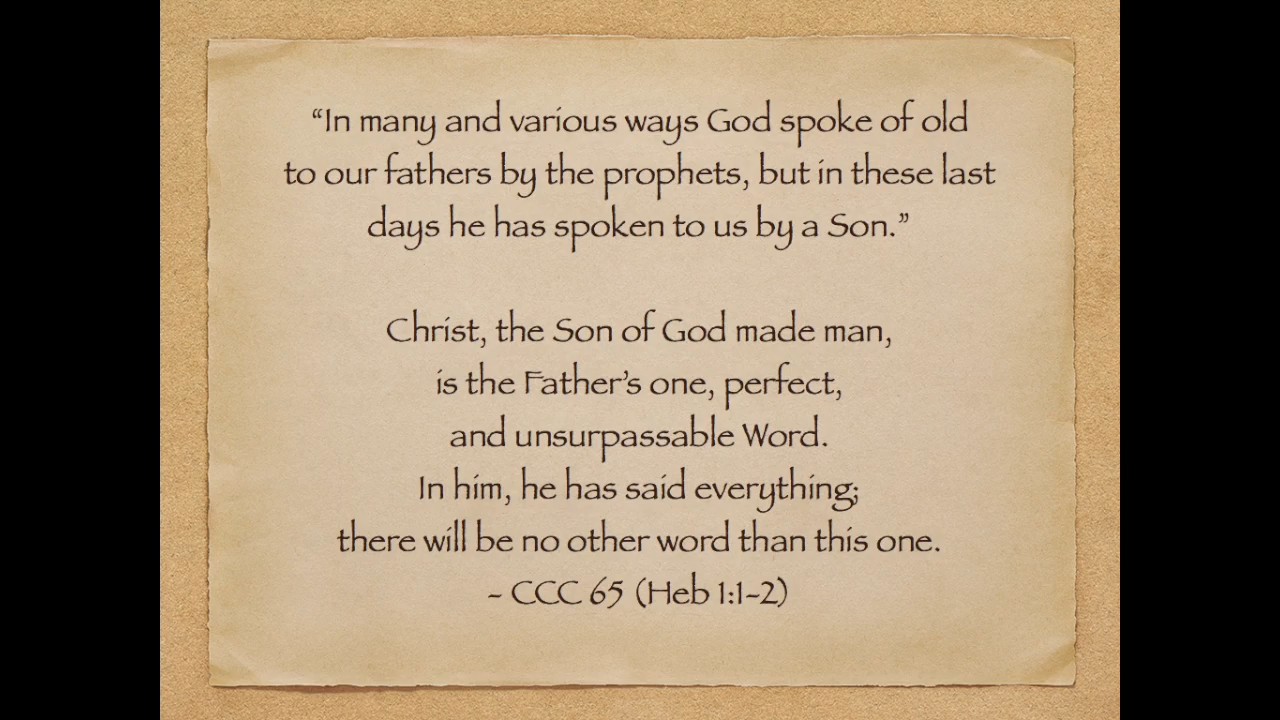 “In many and various ways God spoke of old
to our fathers by the prophets, but in these last
days he has spoken to us by a Son.”
Christ, the Son of God made man,
is the Father’s one, perfect,
and unsurpassable Word.
In him, he has said everything;
there will be no other word than this one.
- CCC 65 (Heb 1:1-2)